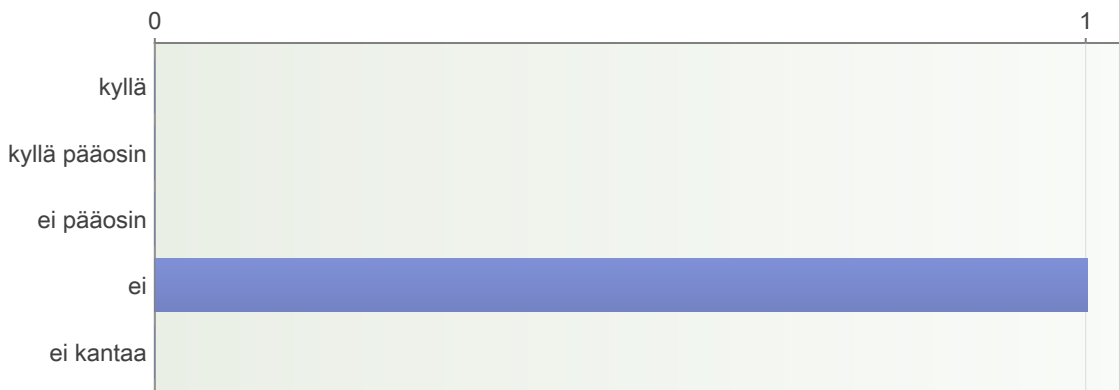 0 1
kyllä
kyllä pääosin
ei pääosin
ei
ei kantaa